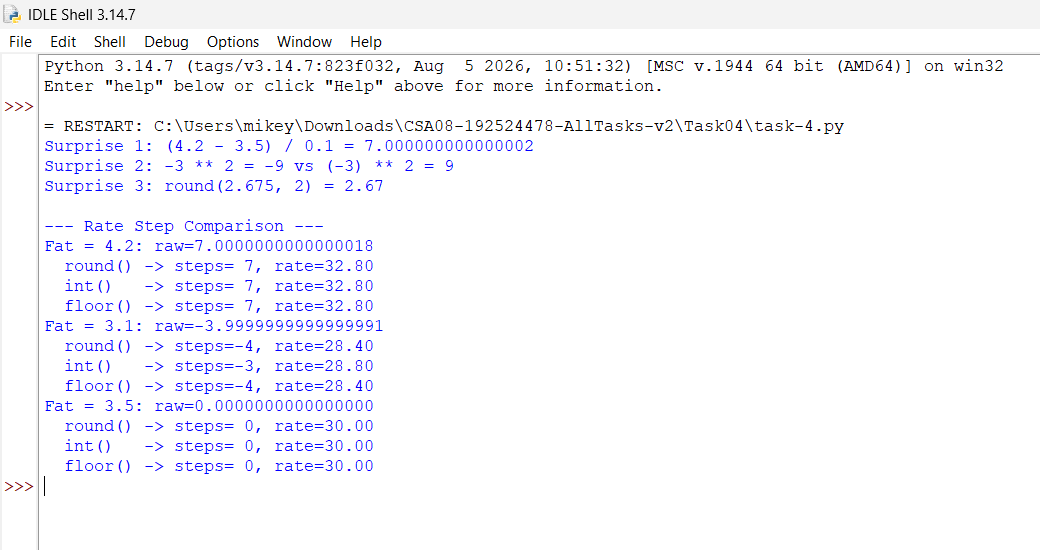 IDLE Shell 3.14.7
File Edit Shell Debug Options Window Help
Python 3.14.7 (tags/v3.14.7:823f032, Aug  5 2026, 10:51:32) [MSC v.1944 64 bit (AMD64)] on win32
Enter "help" below or click "Help" above for more information.
>>>
= RESTART: C:\Users\mikey\Downloads\CSA08-192524478-AllTasks-v2\Task04\task-4.py
Surprise 1: (4.2 - 3.5) / 0.1 = 7.000000000000002
Surprise 2: -3 ** 2 = -9 vs (-3) ** 2 = 9
Surprise 3: round(2.675, 2) = 2.67
--- Rate Step Comparison ---
Fat = 4.2: raw=7.0000000000000018
  round() -> steps= 7, rate=32.80
  int()   -> steps= 7, rate=32.80
  floor() -> steps= 7, rate=32.80
Fat = 3.1: raw=-3.9999999999999991
  round() -> steps=-4, rate=28.40
  int()   -> steps=-3, rate=28.80
  floor() -> steps=-4, rate=28.40
Fat = 3.5: raw=0.0000000000000000
  round() -> steps= 0, rate=30.00
  int()   -> steps= 0, rate=30.00
  floor() -> steps= 0, rate=30.00
>>>